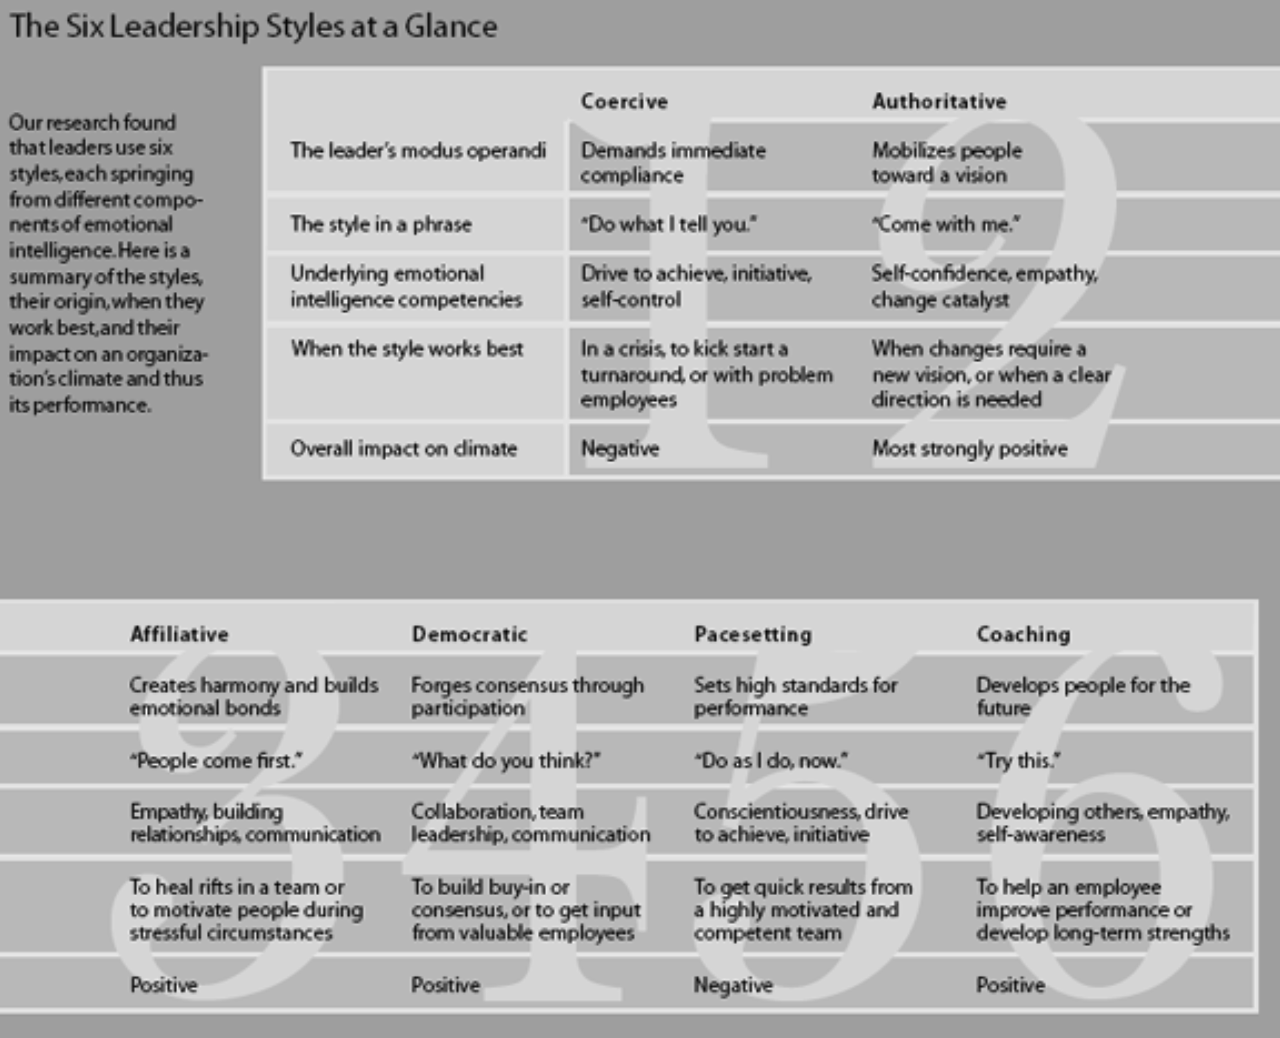 The Six Leadership Styles at a Glance
Our research found
that leaders use six
styles, each springing
from different compo-
nents of emotional
intelligence. Here is a
summary of the styles,
their origin, when they
work best, and their
impact on an organiza-
tion's climate and thus
its performance.
1 2
Coercive Authoritative
The leader's modus operandi Demands immediate Mobilizes people
compliance toward a vision
The style in a phrase "Do what I tell you." "Come with me."
Underlying emotional Drive to achieve, initiative, Self-confidence, empathy,
intelligence competencies self-control change catalyst
When the style works best In a crisis, to kick start a When changes require a
turnaround, or with problem new vision, or when a clear
employees direction is needed
Overall impact on climate Negative Most strongly positive
3 4 5 6
Affiliative Democratic Pacesetting Coaching
Creates harmony and builds Forges consensus through Sets high standards for Develops people for the
emotional bonds participation performance future
"People come first." "What do you think?" "Do as I do, now." "Try this."
Empathy, building Collaboration, team Conscientiousness, drive Developing others, empathy,
relationships, communication leadership, communication to achieve, initiative self-awareness
To heal rifts in a team or To build buy-in or To get quick results from To help an employee
to motivate people during consensus, or to get input a highly motivated and improve performance or
stressful circumstances from valuable employees competent team develop long-term strengths
Positive Positive Negative Positive